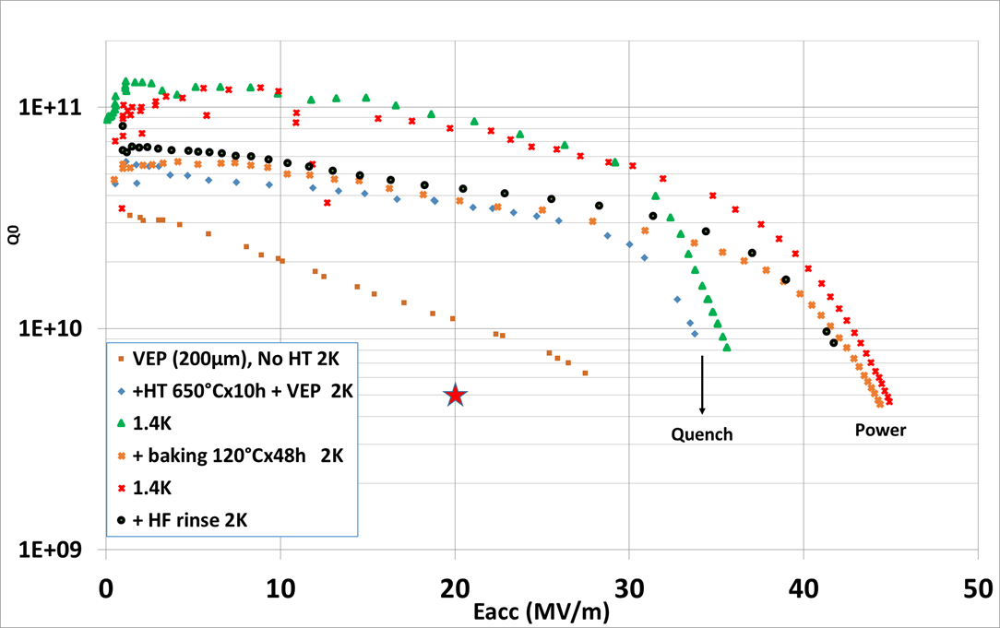 1E+11
Q0
1E+10
VEP (200µm), No HT 2K
+HT 650°Cx10h + VEP 2K
1.4K
+ baking 120°Cx48h 2K
1.4K
+ HF rinse 2K
Quench
Power
1E+09
0 10 20 30 40 50
Eacc (MV/m)